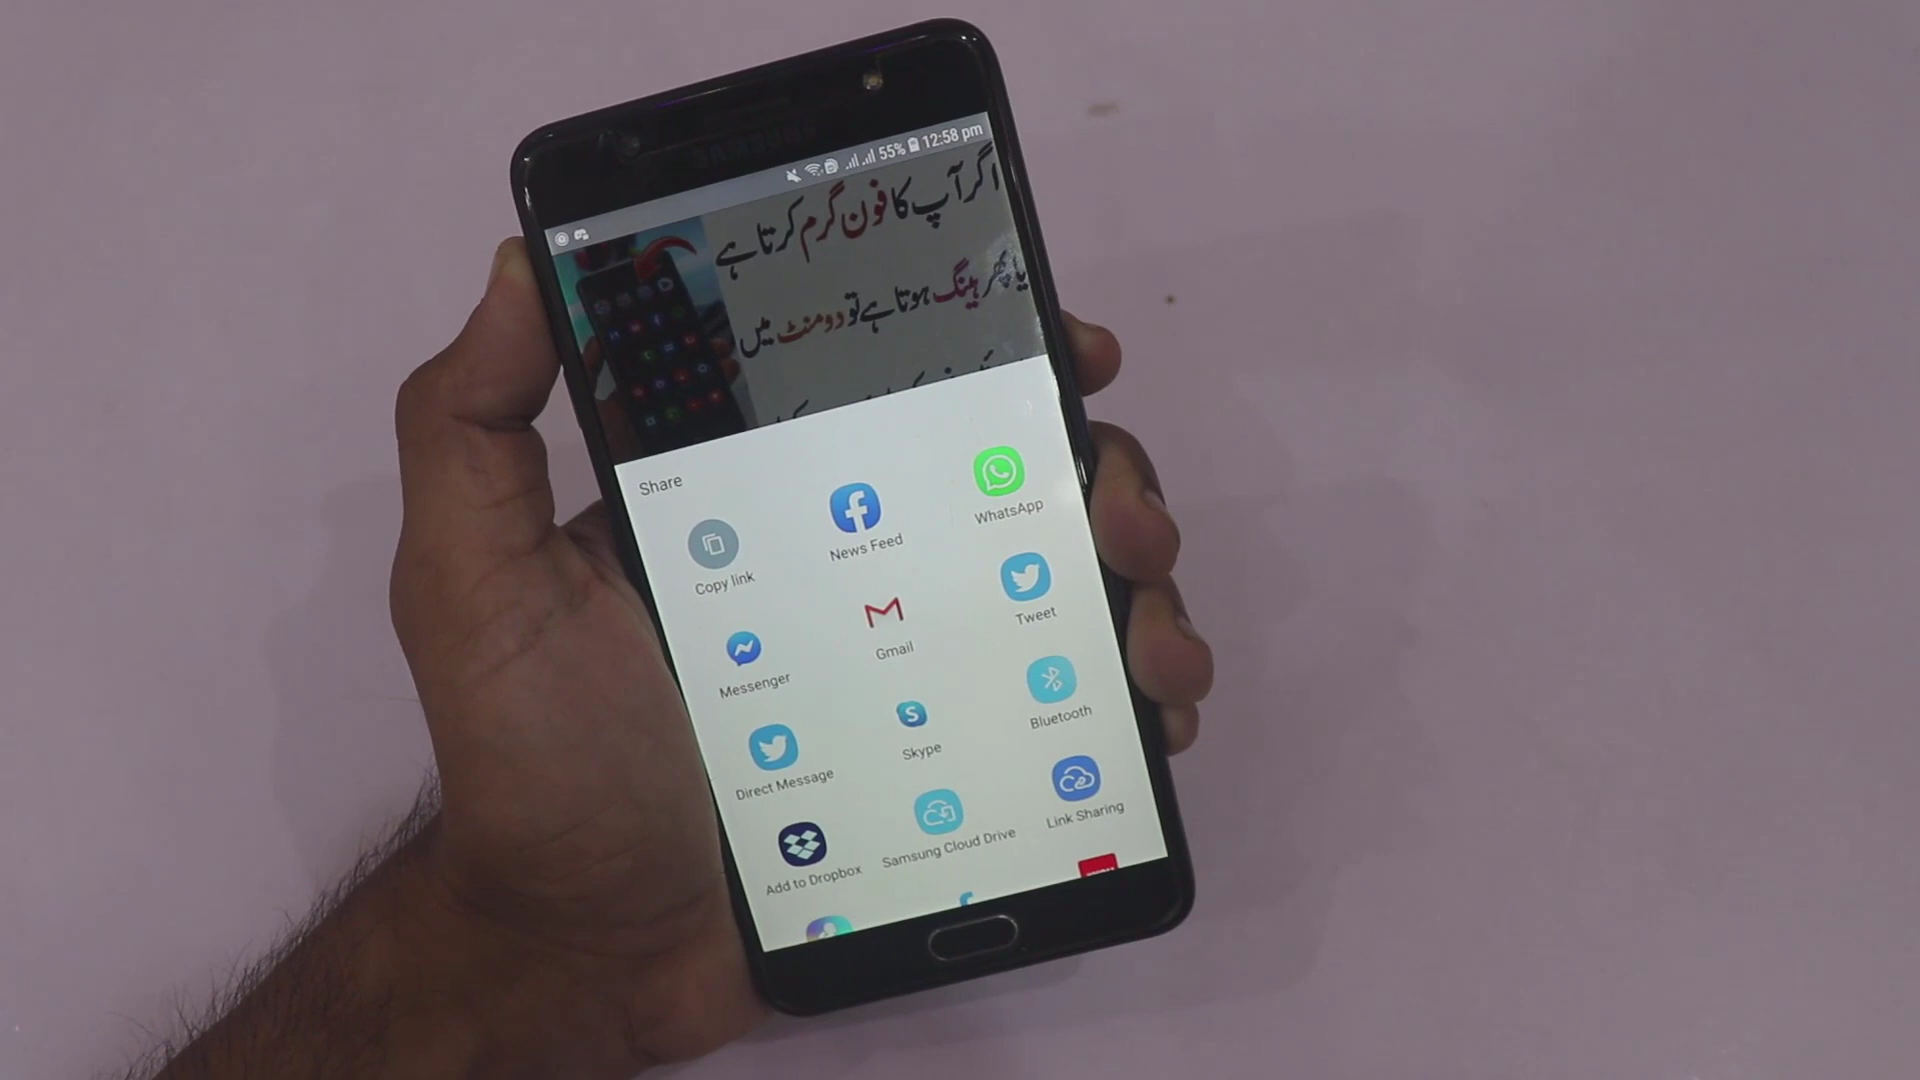 SAMSUNG
55% 12:58 pm
اگر آپ کا فون گرم کرتا ہے
یا پھر ہینگ ہوتا ہے تو دو منٹ میں
Share
Copy link
News Feed
WhatsApp
Messenger
Gmail
Tweet
Direct Message
Skype
Bluetooth
Add to Dropbox
Samsung Cloud Drive
Link Sharing